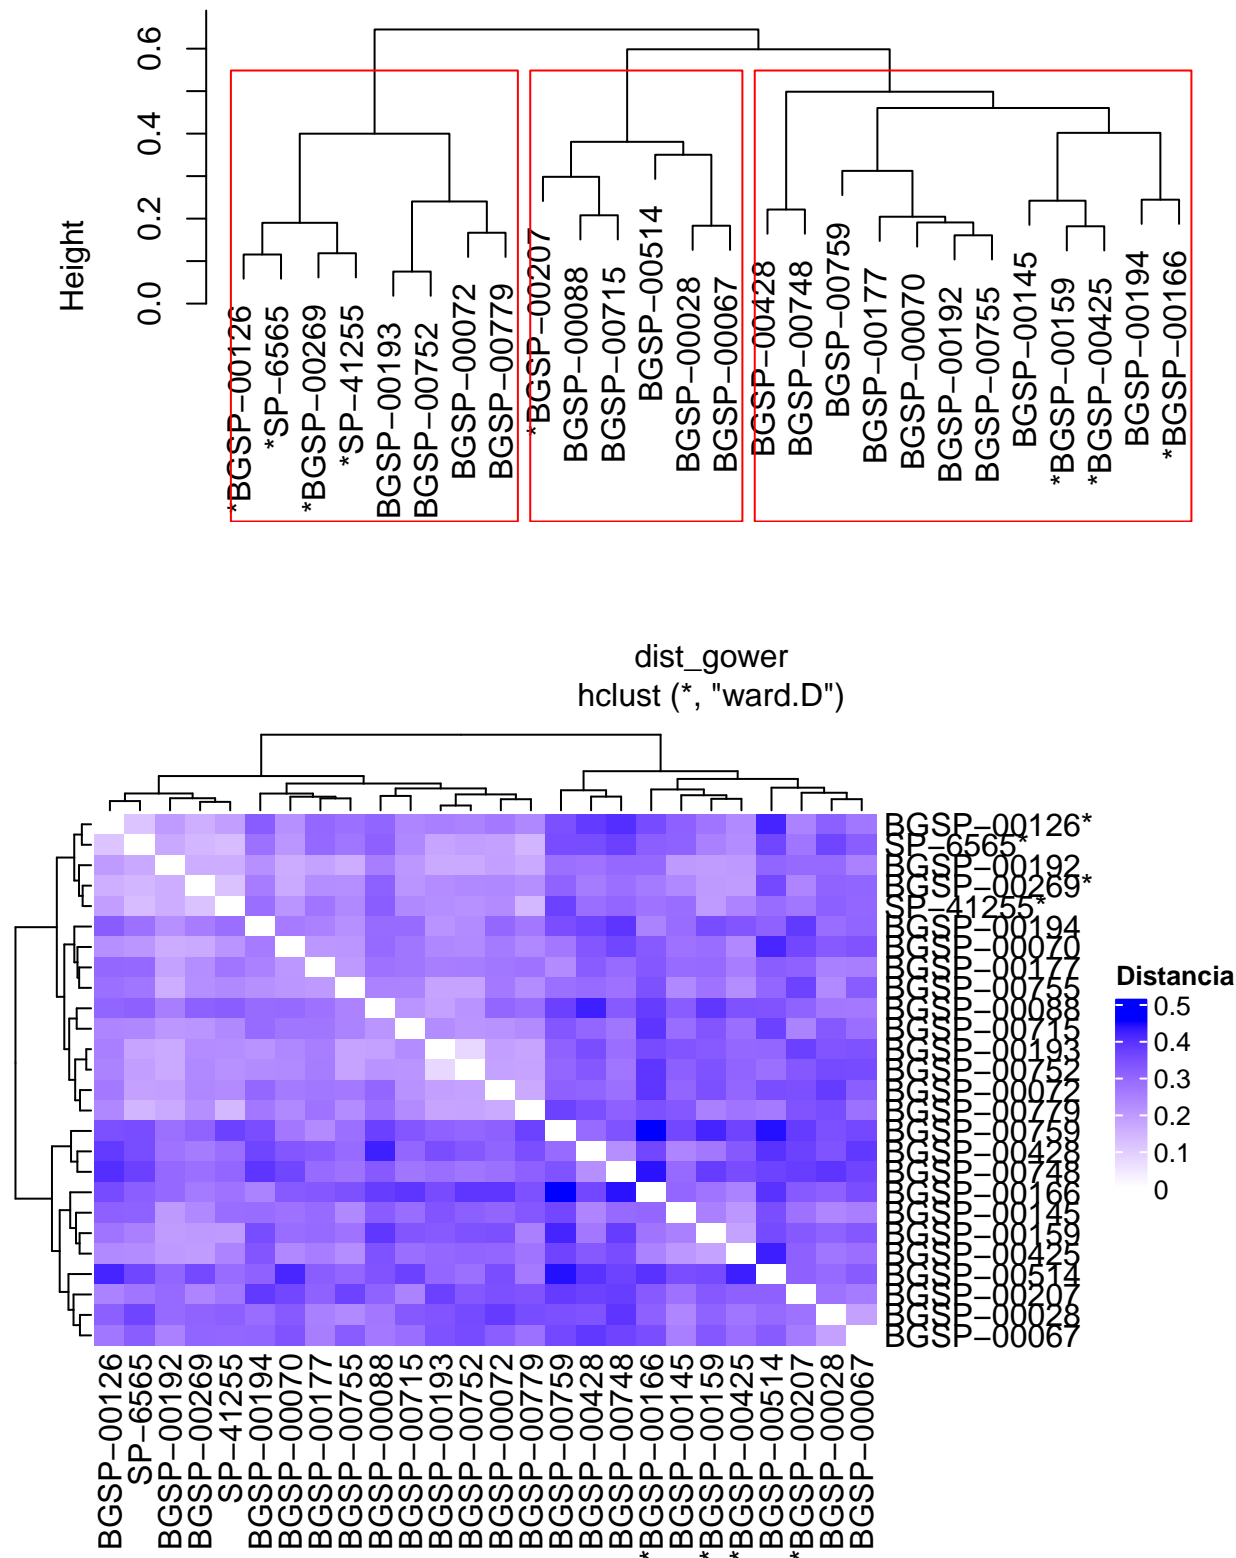 Height
0.0
0.2
0.4
0.6
*BGSP−00126
*SP−6565
*BGSP−00269
*SP−41255
BGSP−00193
BGSP−00752
BGSP−00072
BGSP−00779
*BGSP−00207
BGSP−00088
BGSP−00715
BGSP−00514
BGSP−00028
BGSP−00067
BGSP−00428
BGSP−00748
BGSP−00759
BGSP−00177
BGSP−00070
BGSP−00192
BGSP−00755
BGSP−00145
*BGSP−00159
*BGSP−00425
BGSP−00194
*BGSP−00166
dist_gower
hclust (*, "ward.D")
BGSP−00126*
SP−6565*
BGSP−00192
BGSP−00269*
SP−41255*
BGSP−00194
BGSP−00070
BGSP−00177
BGSP−00755
BGSP−00088
BGSP−00715
BGSP−00193
BGSP−00752
BGSP−00072
BGSP−00779
BGSP−00759
BGSP−00428
BGSP−00748
BGSP−00166
BGSP−00145
BGSP−00159
BGSP−00425
BGSP−00514
BGSP−00207
BGSP−00028
BGSP−00067
Distancia
0.5
0.4
0.3
0.2
0.1
0
BGSP−00126
SP−6565
BGSP−00192
BGSP−00269
SP−41255
BGSP−00194
BGSP−00070
BGSP−00177
BGSP−00755
BGSP−00088
BGSP−00715
BGSP−00193
BGSP−00752
BGSP−00072
BGSP−00779
BGSP−00759
BGSP−00428
BGSP−00748
*BGSP−00166
BGSP−00145
*BGSP−00159
*BGSP−00425
BGSP−00514
*BGSP−00207
BGSP−00028
BGSP−00067